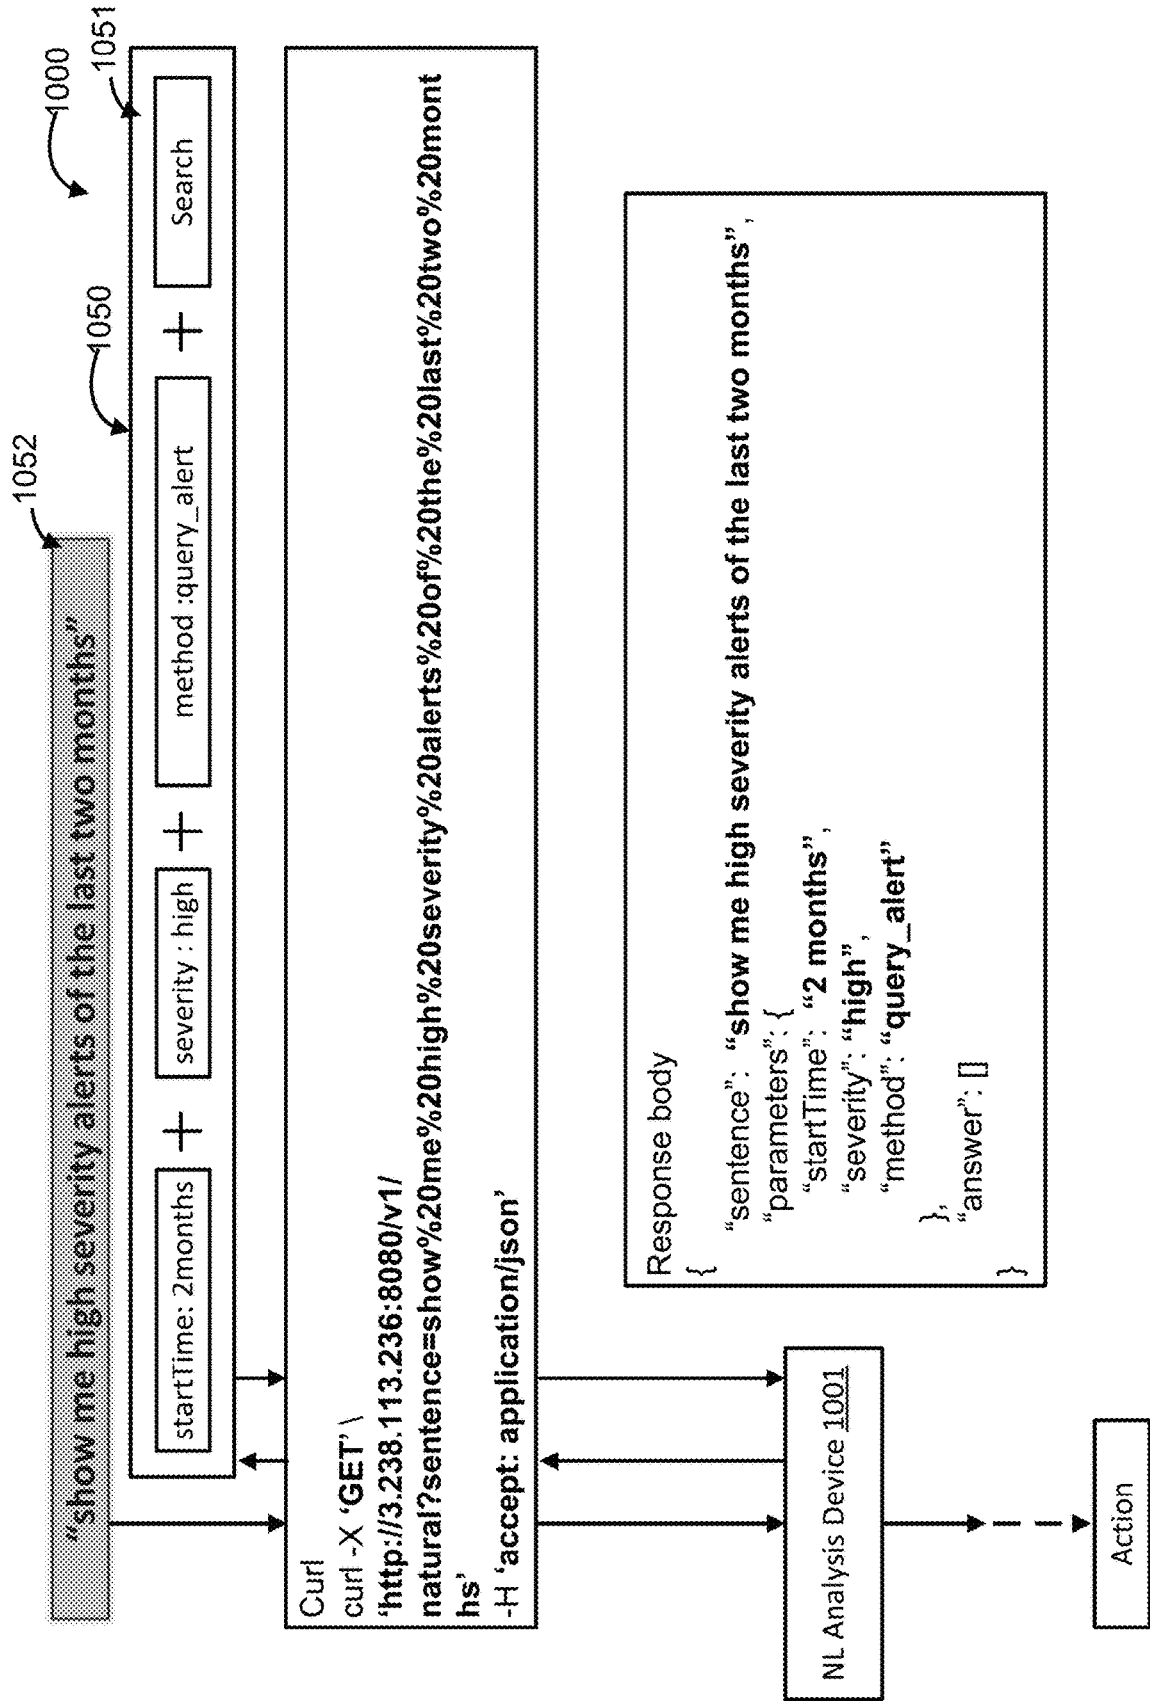 1000
1052
1050
1051
“show me high severity alerts of the last two months”
startTime: 2months + severity : high + method :query_alert + Search
Curl
curl -X ‘GET’ \
‘http://3.238.113.236:8080/v1/
natural?sentence=show%20me%20high%20severity%20alerts%20of%20the%20last%20two%20mont
hs’
-H ‘accept: application/json’
Response body
{
“sentence”: “show me high severity alerts of the last two months”,
“parameters”: {
“startTime”: “2 months”,
“severity”: “high”,
“method”: “query_alert”
},
“answer”: []
}
NL Analysis Device 1001
Action